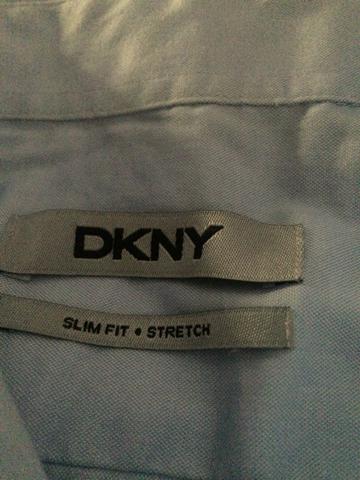 DKNY
SLIM FIT • STRETCH